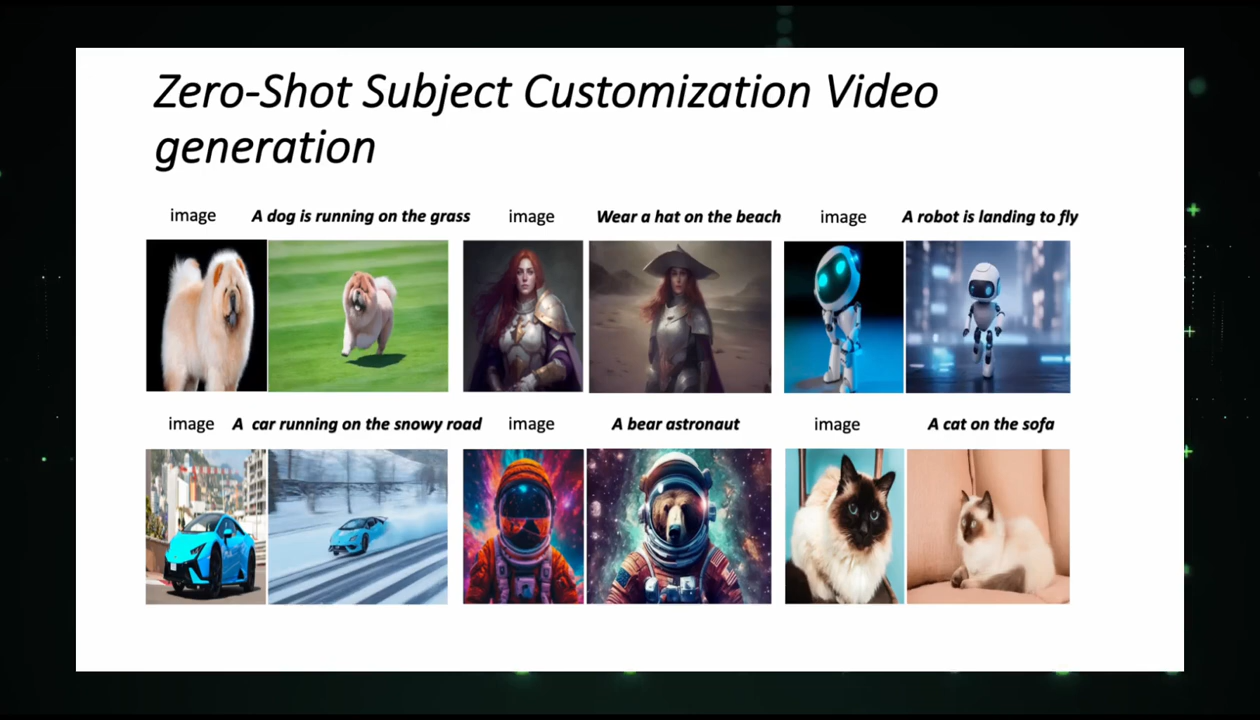 Zero-Shot Subject Customization Video
generation
image A dog is running on the grass image Wear a hat on the beach image A robot is landing to fly
image A car running on the snowy road image A bear astronaut image A cat on the sofa